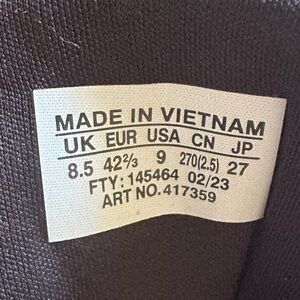 MADE IN VIETNAM
UK EUR USA CN JP
8.5 42⅔ 9 270(2.5) 27
FTY: 145464 02/23
ART NO. 417359